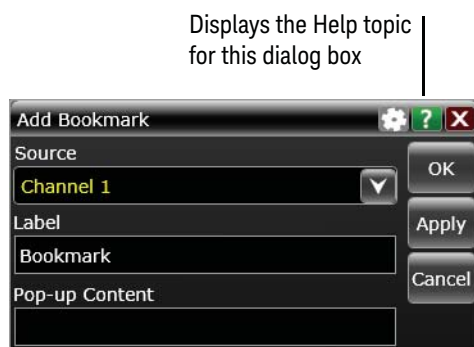 Displays the Help topic
for this dialog box
Add Bookmark
? X
Source
OK
Channel 1
Label
Apply
Bookmark
Cancel
Pop-up Content